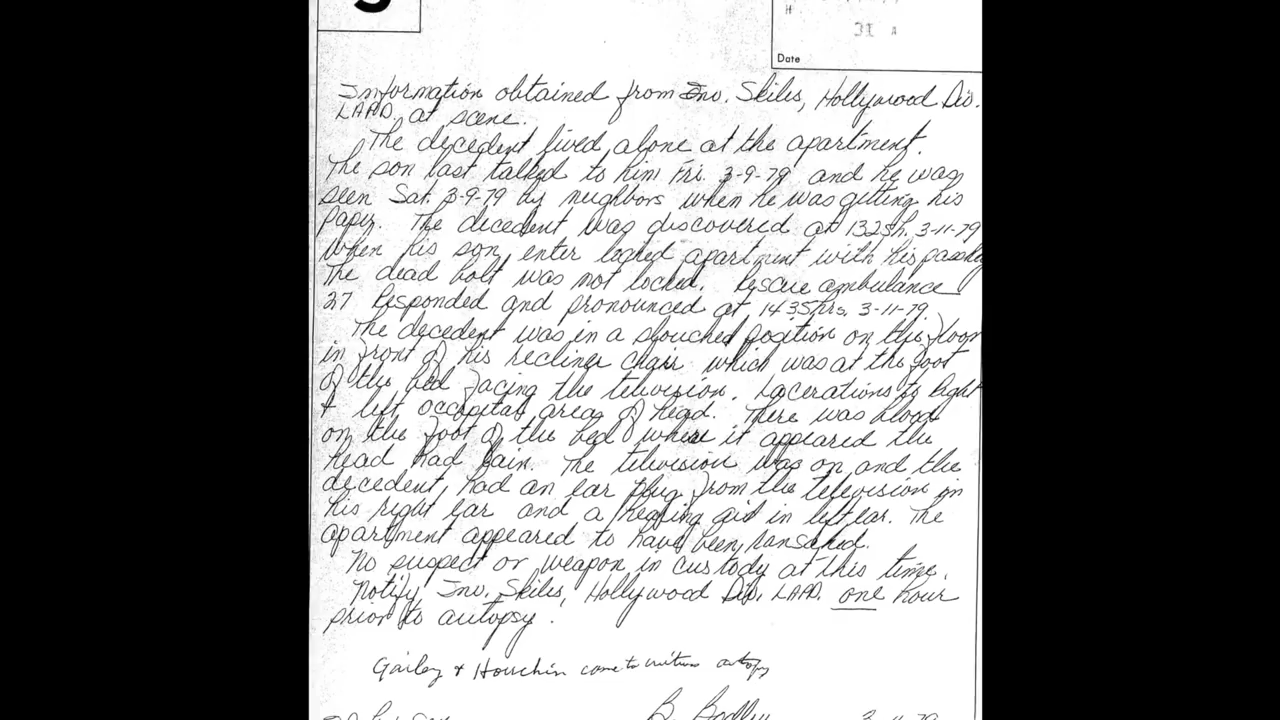 Date
Information obtained from Inv. Skiles, Hollywood Div.
LAPD. at scene.
The decedent lived alone at the apartment.
The son last talked to him Fri. 3-9-79 and he was
seen Sat. 3-9-79 by neighbors when he was getting his
paper. The decedent was discovered at 1325h. 3-11-79
when his son enter locked apartment with his passkey
The dead bolt was not locked. Rescue ambulance
27 Responded and pronounced at 1435hrs. 3-11-79.
The decedent was in a slouched position on the floor
in front of his recliner chair which was at the foot
of the bed facing the television. Lacerations to Right
+ left occopital area of head. There was blood
on the foot of the bed where it appeared the
head had lain. The television was on and the
decedent had an ear plug from the television in
his right ear and a hearing aid in left ear. The
apartment appeared to have been ransaked.
No suspect or weapon in custody at this time.
Notify Inv. Skiles, Hollywood Div. LAPD. one hour
prior to autopsy.
Gailey + Houchin came to witness autopsy
3-11-79